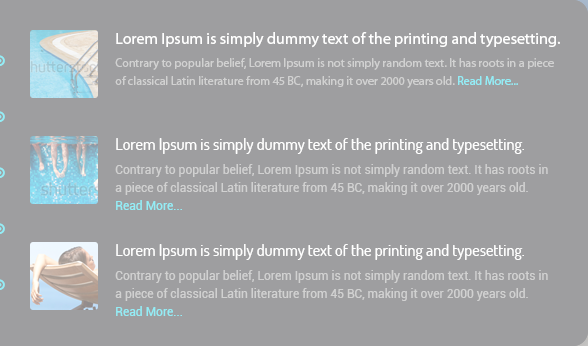 Lorem Ipsum is simply dummy text of the printing and typesetting.
Contrary to popular belief, Lorem Ipsum is not simply random text. It has roots in a piece
of classical Latin literature from 45 BC, making it over 2000 years old. Read More...
Lorem Ipsum is simply dummy text of the printing and typesetting.
Contrary to popular belief, Lorem Ipsum is not simply random text. It has roots in
a piece of classical Latin literature from 45 BC, making it over 2000 years old.
Read More...
Lorem Ipsum is simply dummy text of the printing and typesetting.
Contrary to popular belief, Lorem Ipsum is not simply random text. It has roots in
a piece of classical Latin literature from 45 BC, making it over 2000 years old.
Read More...